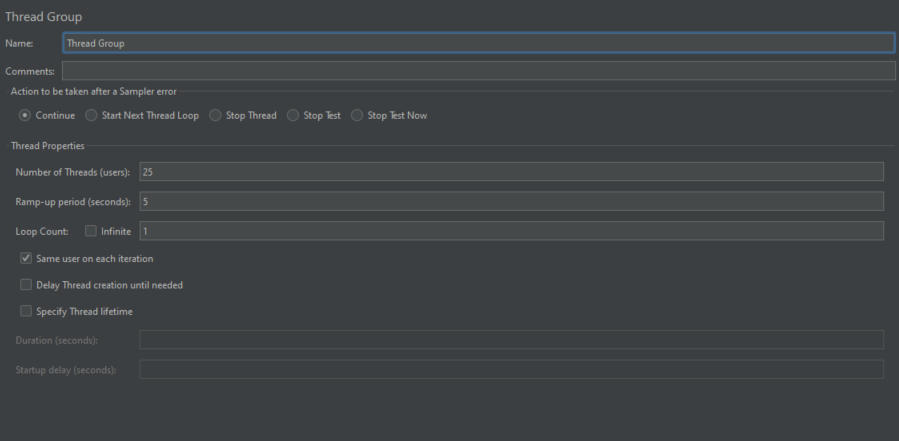 Thread Group
Name: Thread Group
Comments:
Action to be taken after a Sampler error
Continue Start Next Thread Loop Stop Thread Stop Test Stop Test Now
Thread Properties
Number of Threads (users): 25
Ramp-up period (seconds): 5
Loop Count: Infinite 1
Same user on each iteration
Delay Thread creation until needed
Specify Thread lifetime
Duration (seconds):
Startup delay (seconds):